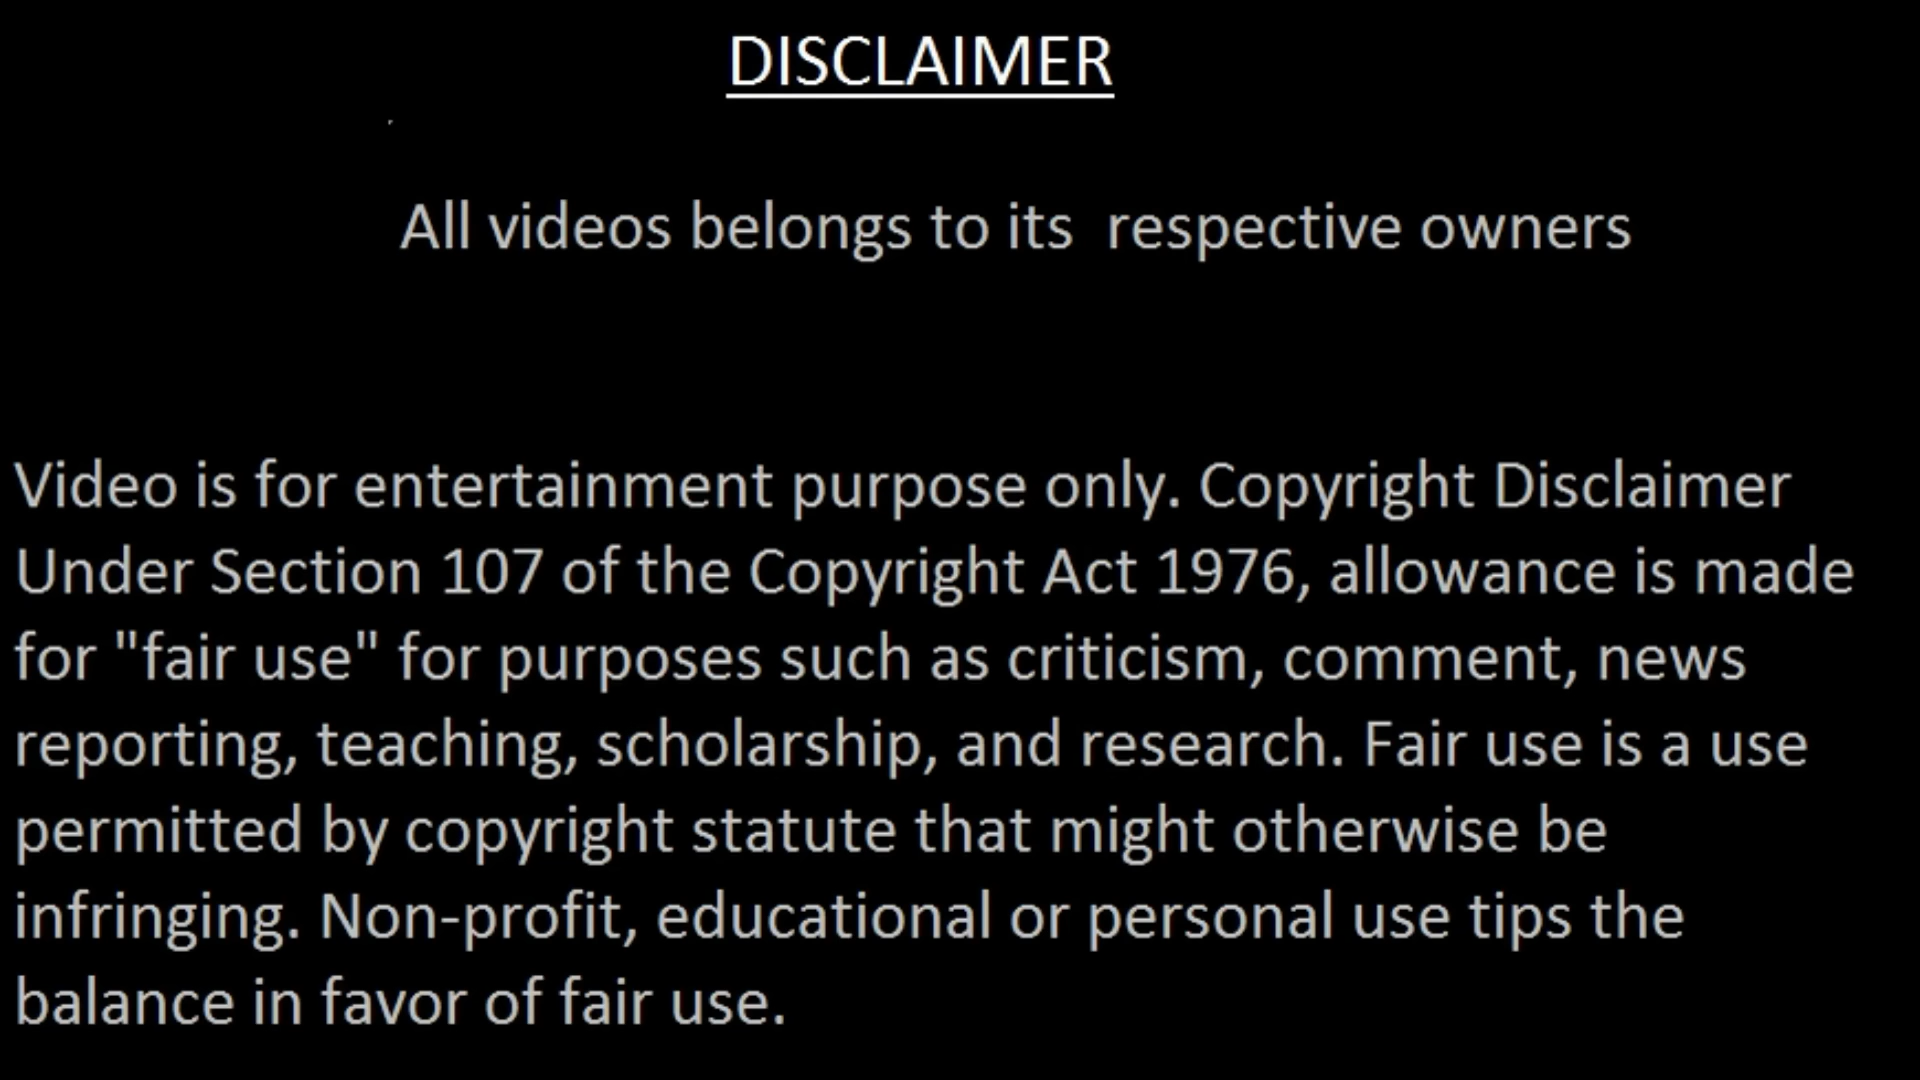 DISCLAIMER
All videos belongs to its  respective owners
Video is for entertainment purpose only. Copyright Disclaimer
Under Section 107 of the Copyright Act 1976, allowance is made
for "fair use" for purposes such as criticism, comment, news
reporting, teaching, scholarship, and research. Fair use is a use
permitted by copyright statute that might otherwise be
infringing. Non-profit, educational or personal use tips the
balance in favor of fair use.